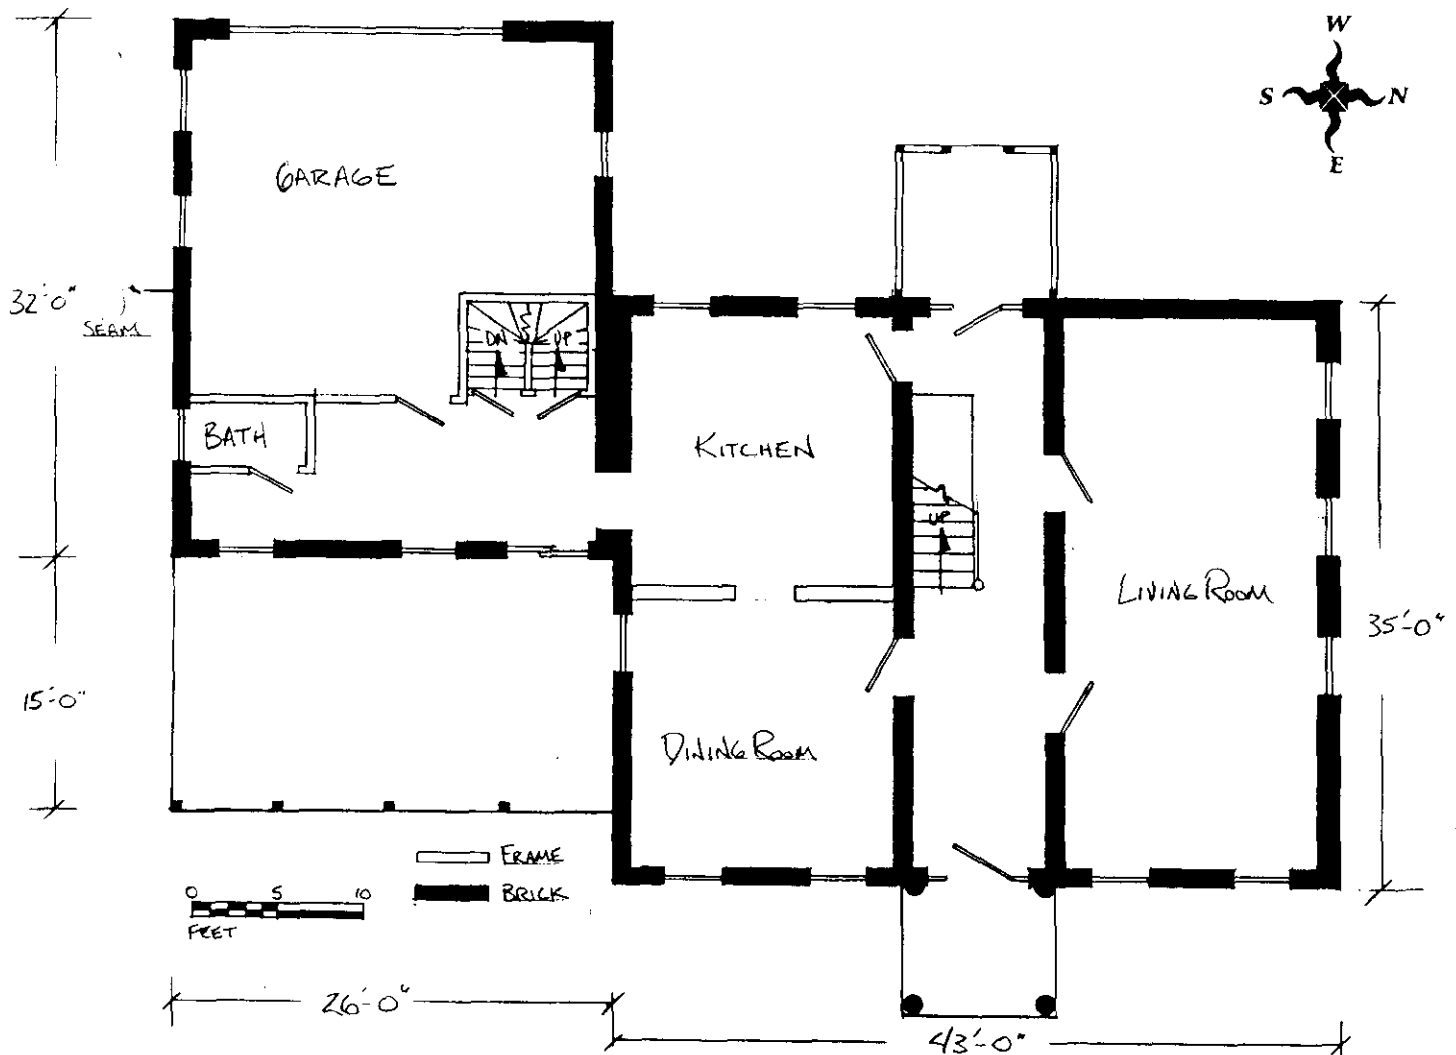 W
S N
E
GARAGE
32'-0"
SEAM
DN UP
BATH
KITCHEN
UP
LIVING ROOM
35'-0"
15'-0"
DINING ROOM
FRAME
BRICK
0 5 10
FEET
26'-0"
43'-0"